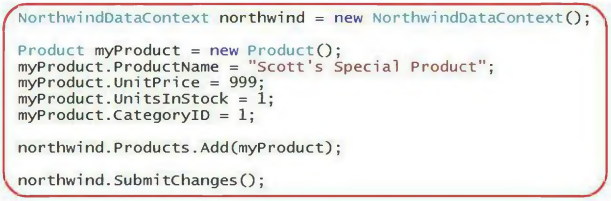 NorthwindDataContext northwind = new NorthwindDataContext();
Product myProduct = new Product();
myProduct.ProductName = "Scott's Special Product";
myProduct.UnitPrice = 999;
myProduct.UnitsInStock = 1;
myProduct.CategoryID = 1;
northwind.Products.Add(myProduct);
northwind.SubmitChanges();